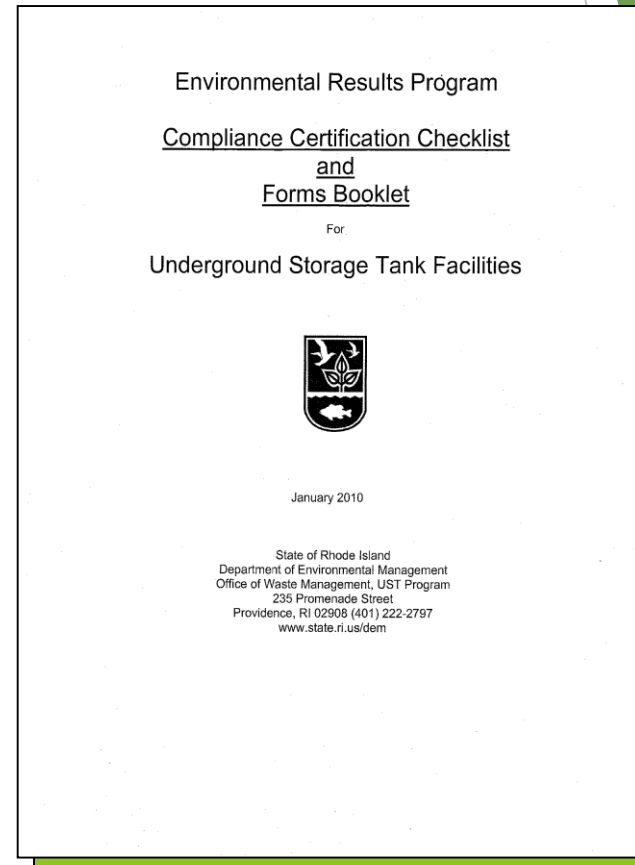 Environmental Results Program
Compliance Certification Checklist
and
Forms Booklet
For
Underground Storage Tank Facilities
January 2010
State of Rhode Island
Department of Environmental Management
Office of Waste Management, UST Program
235 Promenade Street
Providence, RI 02908 (401) 222-2797
www.state.ri.us/dem